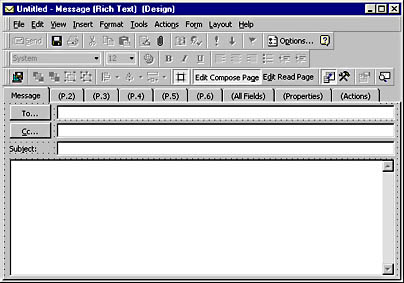 Untitled - Message (Rich Text) (Design)
File Edit View Insert Format Tools Actions Form Layout Help
Send Options...
System 12 B I U
Edit Compose Page Edit Read Page
Message (P.2) (P.3) (P.4) (P.5) (P.6) (All Fields) (Properties) (Actions)
To...
Cc...
Subject: